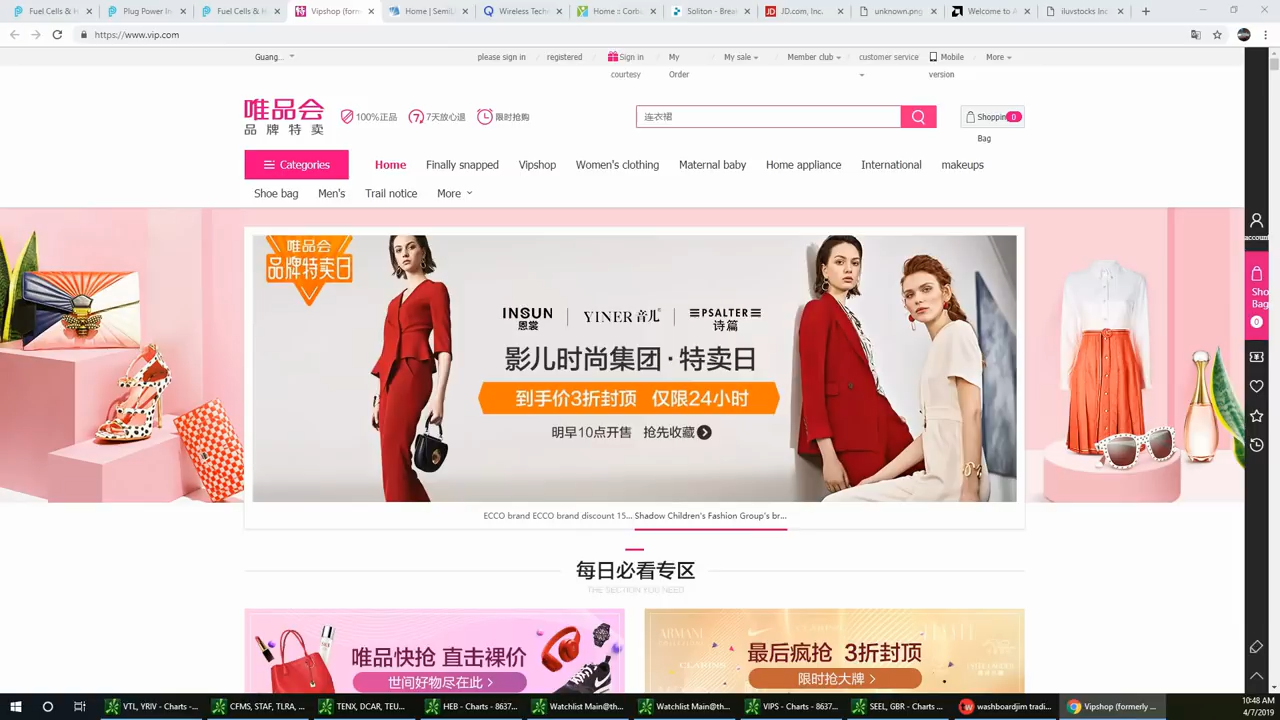 Fuel Cells & H
Plug Power In
Fuel Cells & H
Vipshop (form
Home | SemiL
Wireless Tech
Home :: Corb
Soliton - Brea
JD.com, Inc.
unknown.png
Welcome to A
iluvstocks Inc
https://www.vip.com
Guang...
please sign in / registered
Sign in courtesy
My Order
My sale
Member club
customer service
Mobile version
More
唯品会
品牌特卖
100%正品
7天放心退
限时抢购
连衣裙
Shoppin 0
Bag
Categories
Home
Finally snapped
Vipshop
Women's clothing
Maternal baby
Home appliance
International
makeups
Shoe bag
Men's
Trail notice
More
唯品会
品牌特卖日
INSUN
恩裳
YINER 音儿
PSALTER
诗篇
影儿时尚集团·特卖日
到手价3折封顶 仅限24小时
明早10点开售 抢先收藏
Sho
Bag
0
ECCO brand ECCO brand discount 15...
Shadow Children's Fashion Group's br...
每日必看专区
THE SECTION YOU NEED
唯品快抢 直击裸价
世间好物尽在此 >
ARMANI
CLARINS
CLARINS
最后疯抢 3折封顶
限时抢大牌 >
VTL, YRIV - Charts -...
CFMS, STAF, TLRA, ...
TENX, DCAR, TEU...
HEB - Charts - 8637...
Watchlist Main@th...
Watchlist Main@th...
VIPS - Charts - 8637...
SEEL, GBR - Charts ...
washboardjim tradi...
Vipshop (formerly ...
10:48 AM
4/7/2019